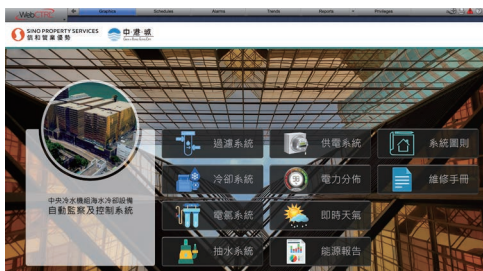 WebCTRL
Graphics
Schedules
Alarms
Trends
Reports
Privileges
SINO PROPERTY SERVICES
信和管業優勢
中港城
過濾系統
供電系統
系統圖則
冷卻系統
電力分佈
維修手冊
中央冷水機組海水冷卻設備
自動監察及控制系統
電氯系統
即時天氣
抽水系統
能源報告